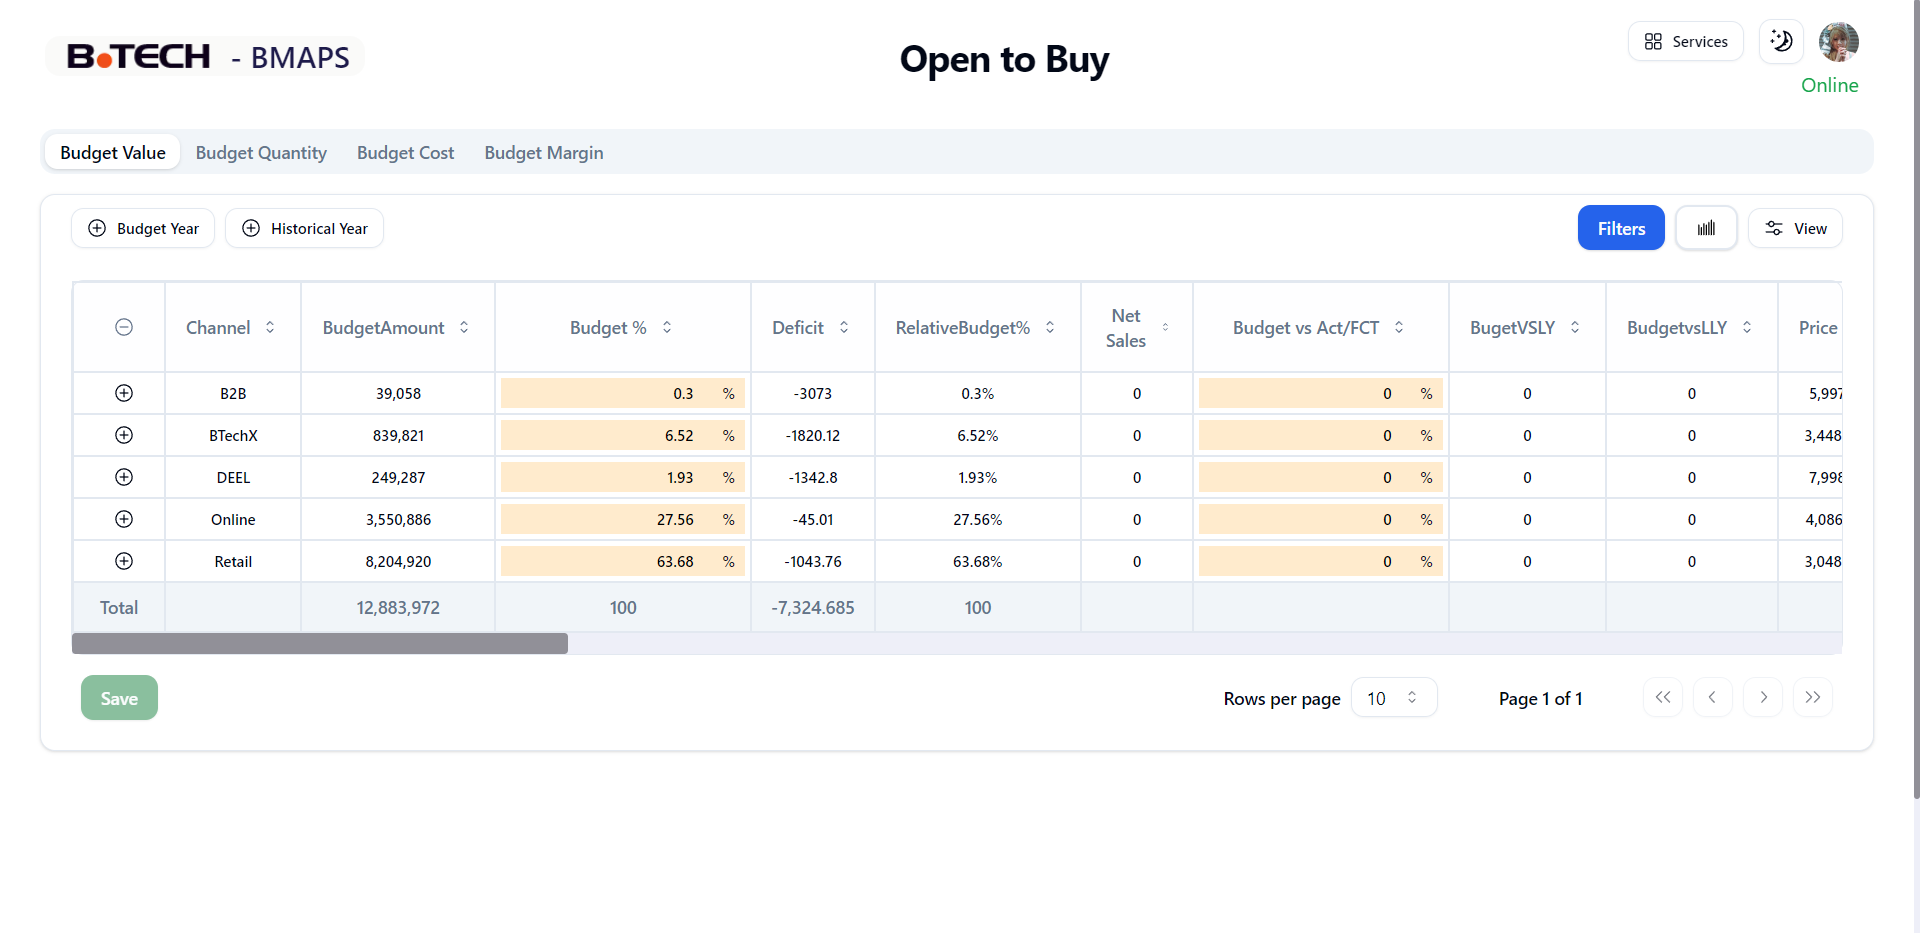 B.TECH - BMAPS
Open to Buy
Services
Online
Budget Value Budget Quantity Budget Cost Budget Margin
Budget Year Historical Year Filters View
Channel BudgetAmount Budget % Deficit RelativeBudget% Net Sales Budget vs Act/FCT BugetVSLY BudgetvsLLY Price
B2B 39,058 0.3 % -3073 0.3% 0 0 % 0 0 5,997
BTechX 839,821 6.52 % -1820.12 6.52% 0 0 % 0 0 3,448
DEEL 249,287 1.93 % -1342.8 1.93% 0 0 % 0 0 7,998
Online 3,550,886 27.56 % -45.01 27.56% 0 0 % 0 0 4,086
Retail 8,204,920 63.68 % -1043.76 63.68% 0 0 % 0 0 3,048
Total 12,883,972 100 -7,324.685 100
Save Rows per page 10 Page 1 of 1